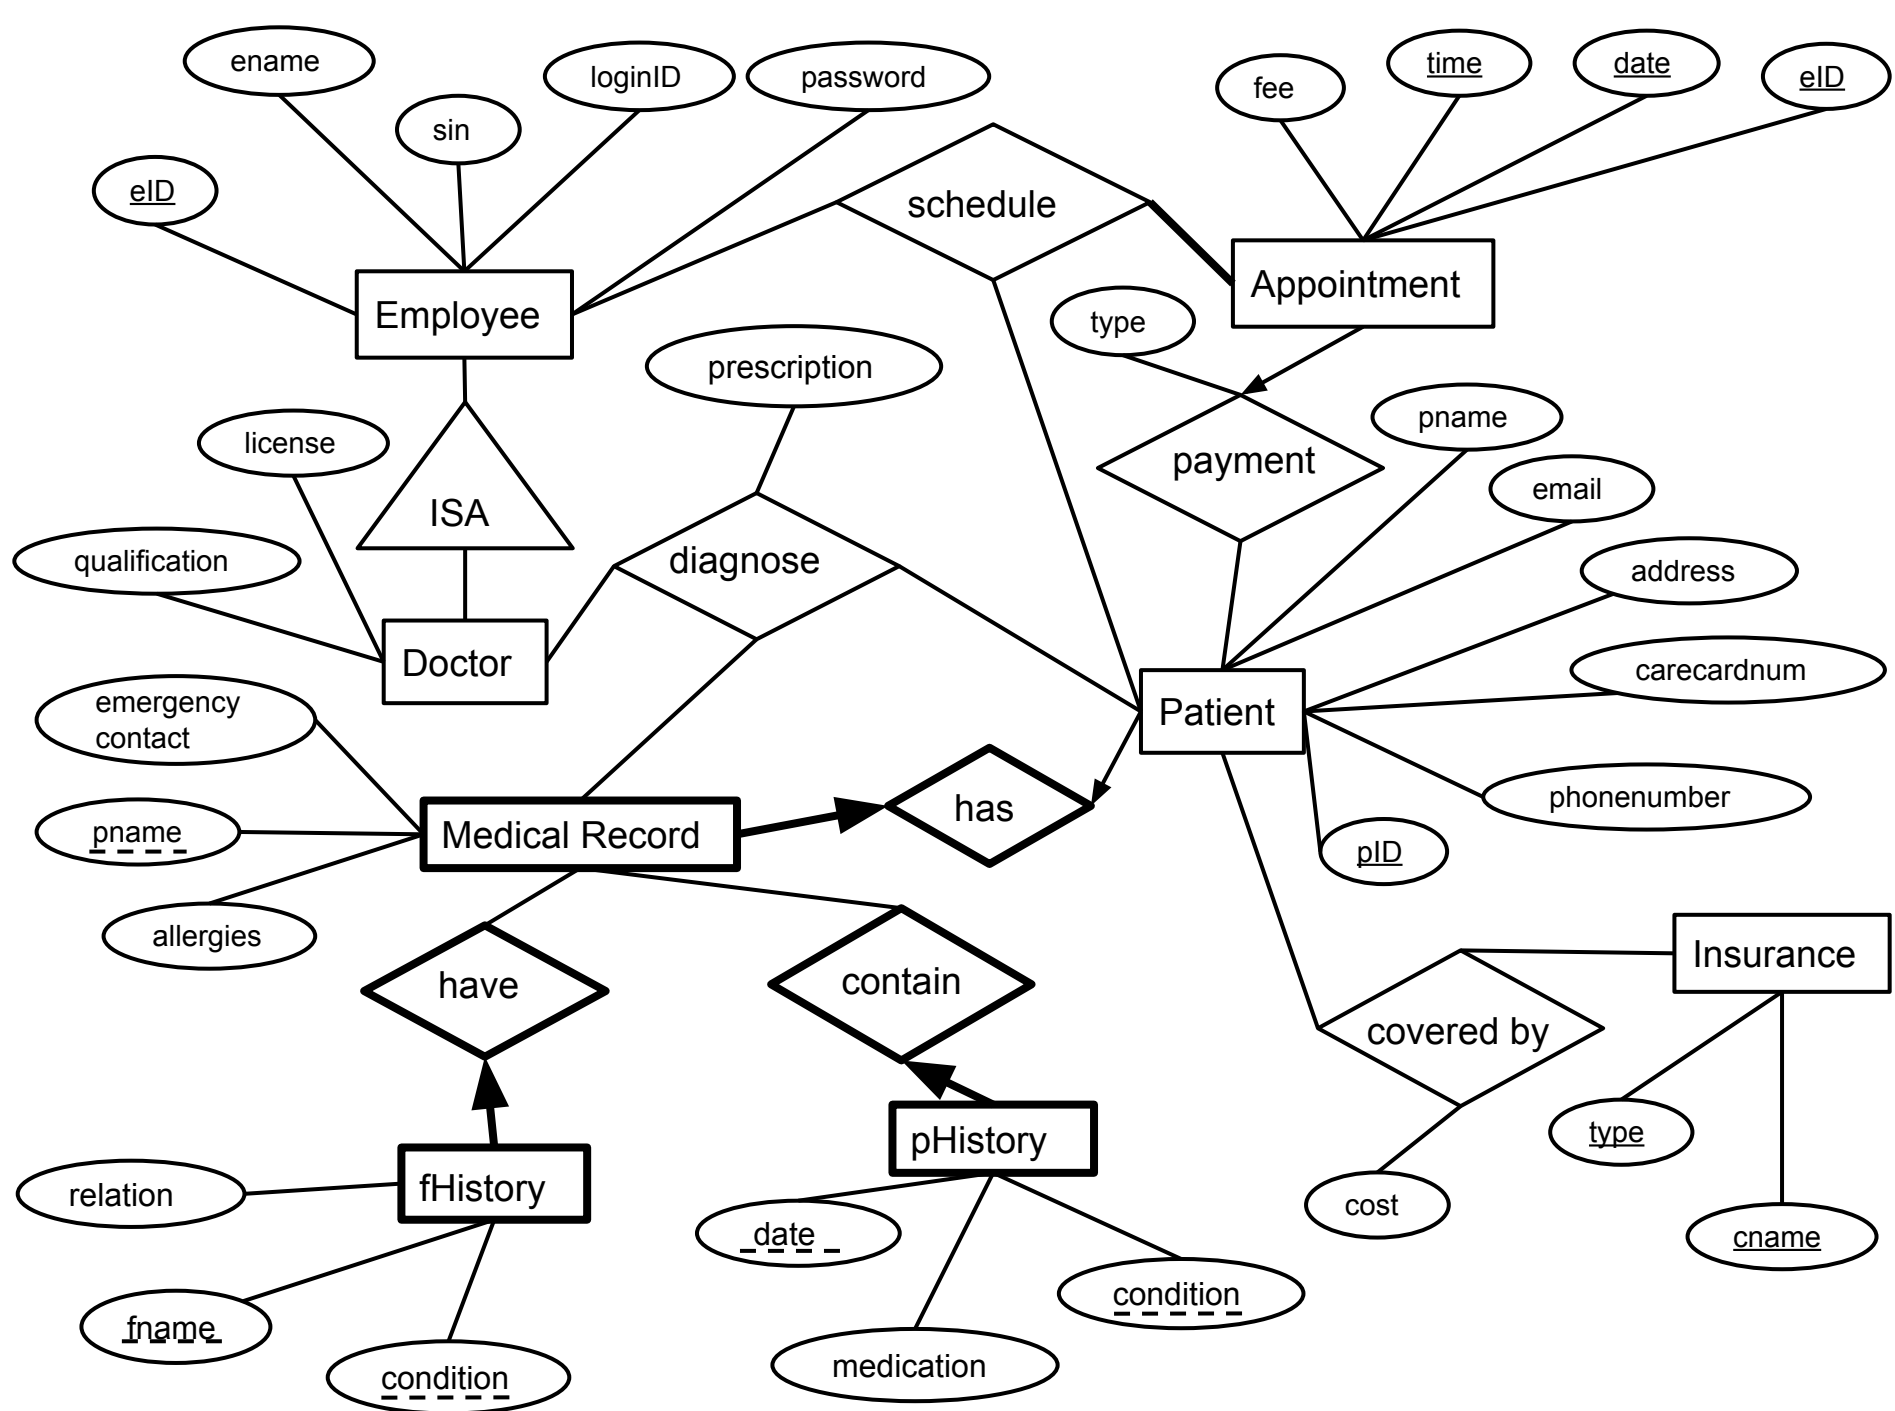 ename
loginID
password
time
date
eID
fee
sin
eID
schedule
Employee
Appointment
type
prescription
pname
license
payment
email
ISA
qualification
diagnose
address
Doctor
carecardnum
emergency
contact
Patient
phonenumber
pname
Medical Record
has
pID
allergies
have
contain
Insurance
covered by
type
pHistory
relation
fHistory
cost
date
cname
condition
fname
condition
medication